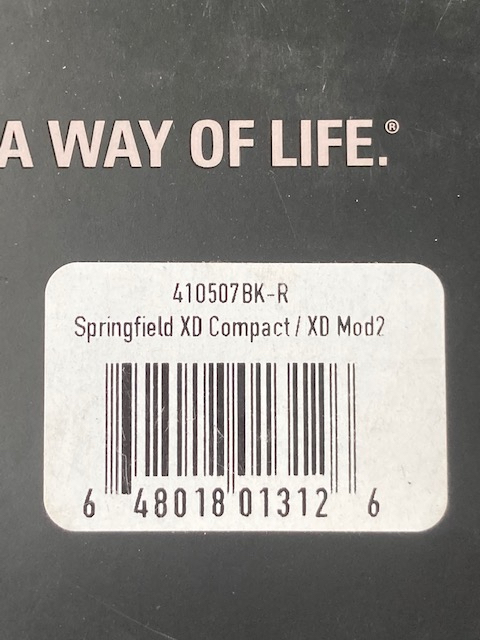 A WAY OF LIFE.®
410507BK-R
Springfield XD Compact / XD Mod2
6 48018 01312 6